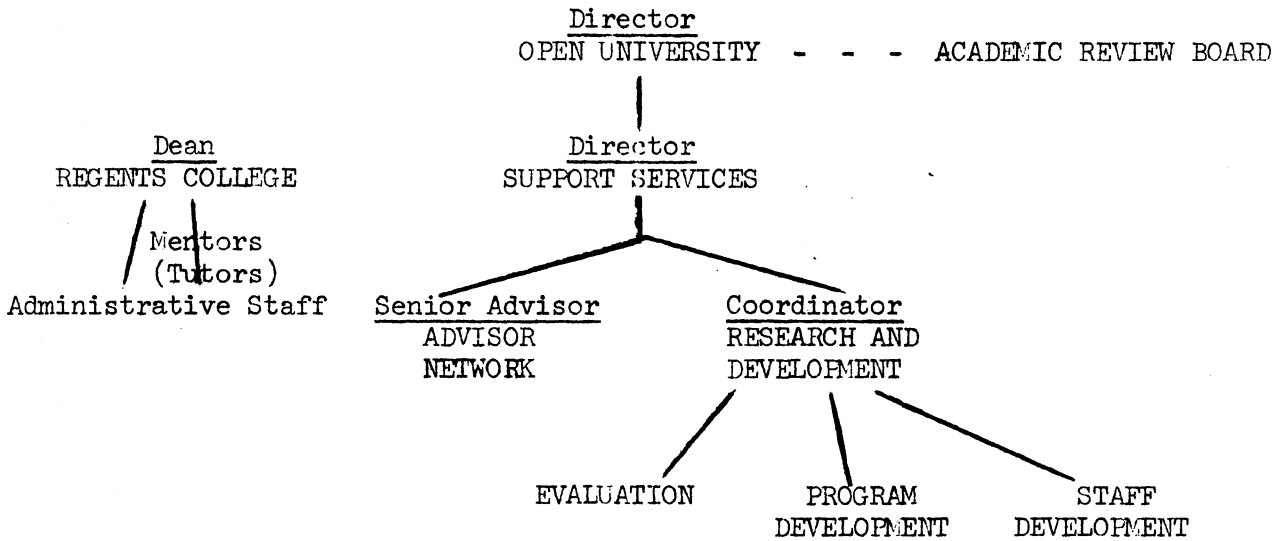 Director
OPEN UNIVERSITY - - - ACADEMIC REVIEW BOARD
Dean
REGENTS COLLEGE
Director
SUPPORT SERVICES
Mentors
(Tutors)
Administrative Staff
Senior Advisor
ADVISOR
NETWORK
Coordinator
RESEARCH AND
DEVELOPMENT
EVALUATION
PROGRAM
DEVELOPMENT
STAFF
DEVELOPMENT